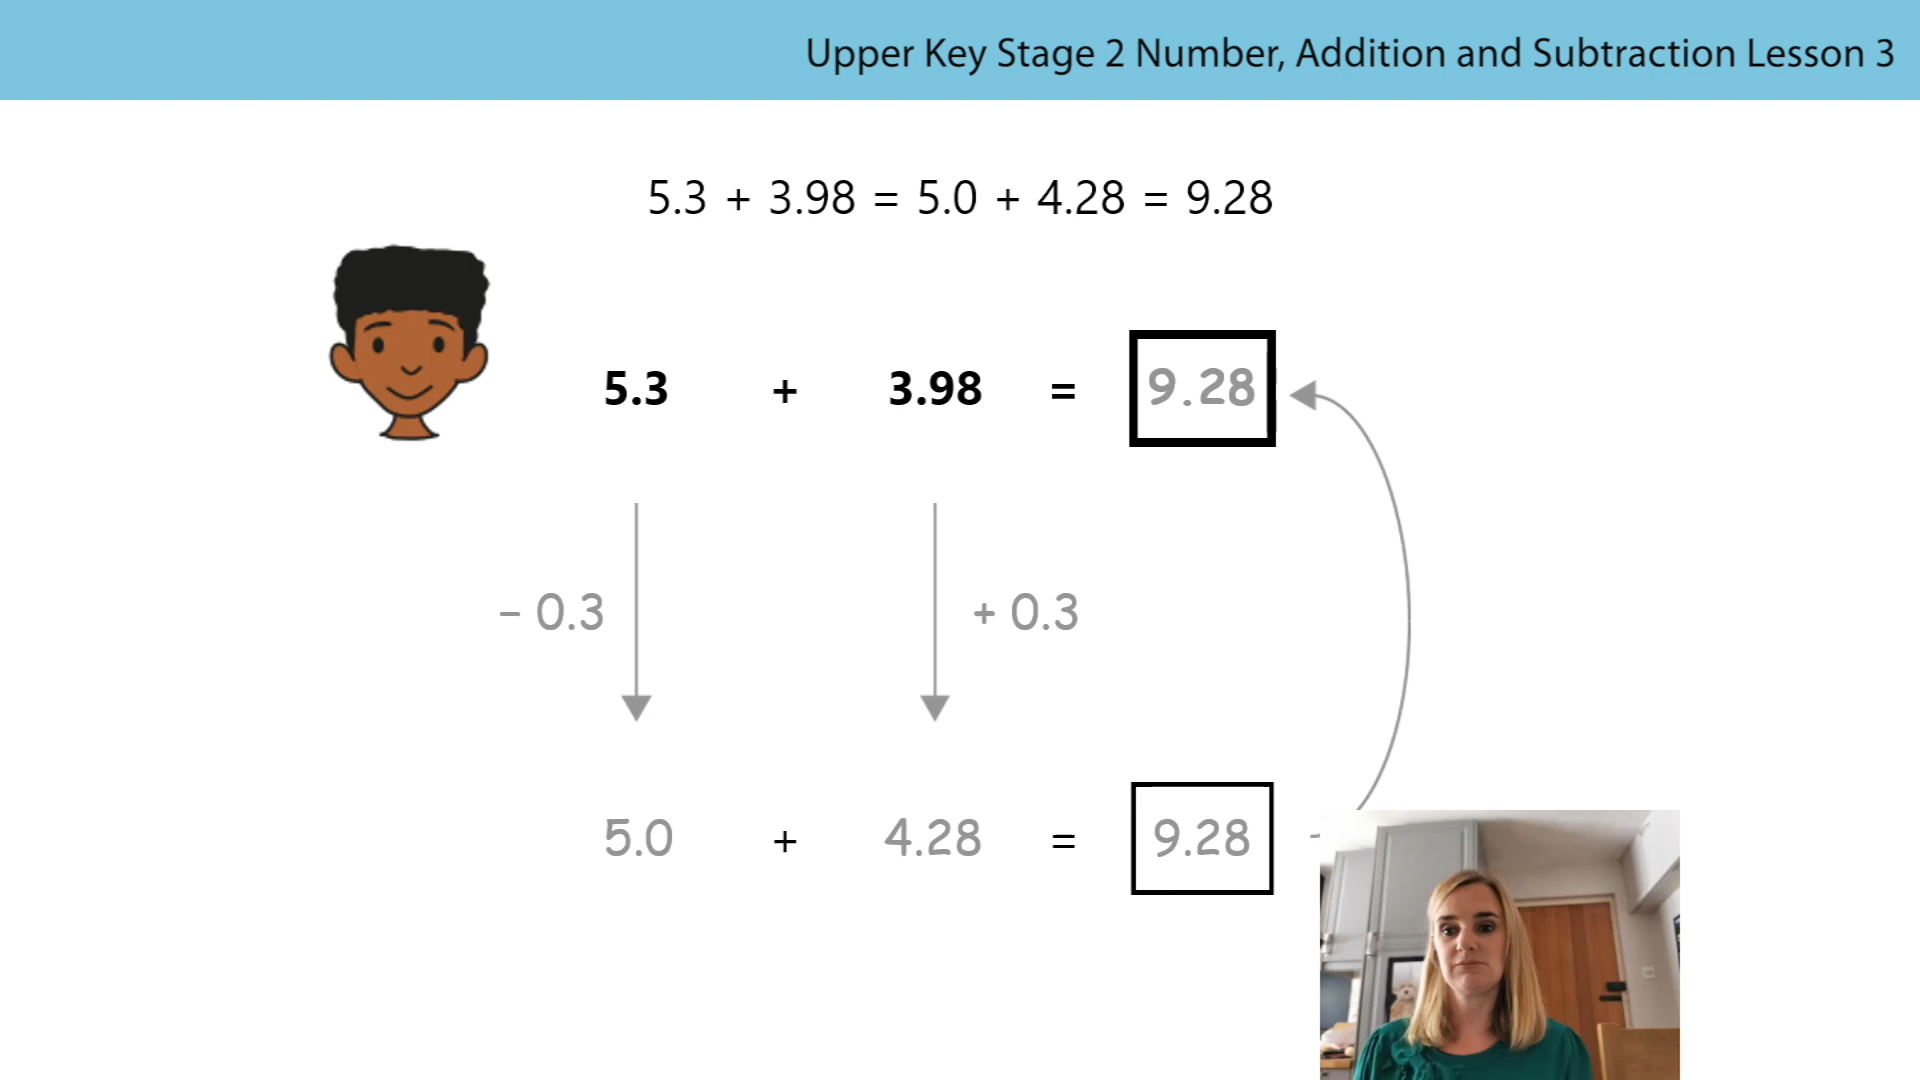 Upper Key Stage 2 Number, Addition and Subtraction Lesson 3
5.3 + 3.98 = 5.0 + 4.28 = 9.28
5.3 + 3.98 = 9.28
– 0.3 + 0.3
5.0 + 4.28 = 9.28